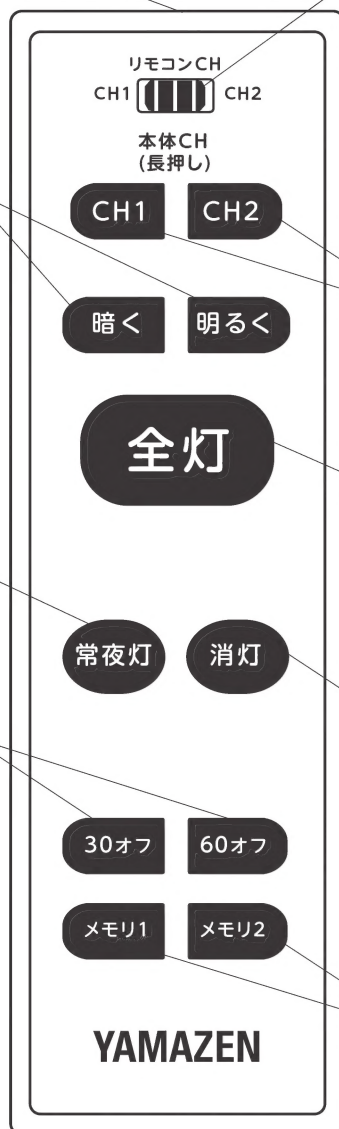 リモコンCH
CH1 CH2
本体CH
(長押し)
CH1 CH2
暗く 明るく
全灯
常夜灯 消灯
30オフ 60オフ
メモリ1 メモリ2
YAMAZEN